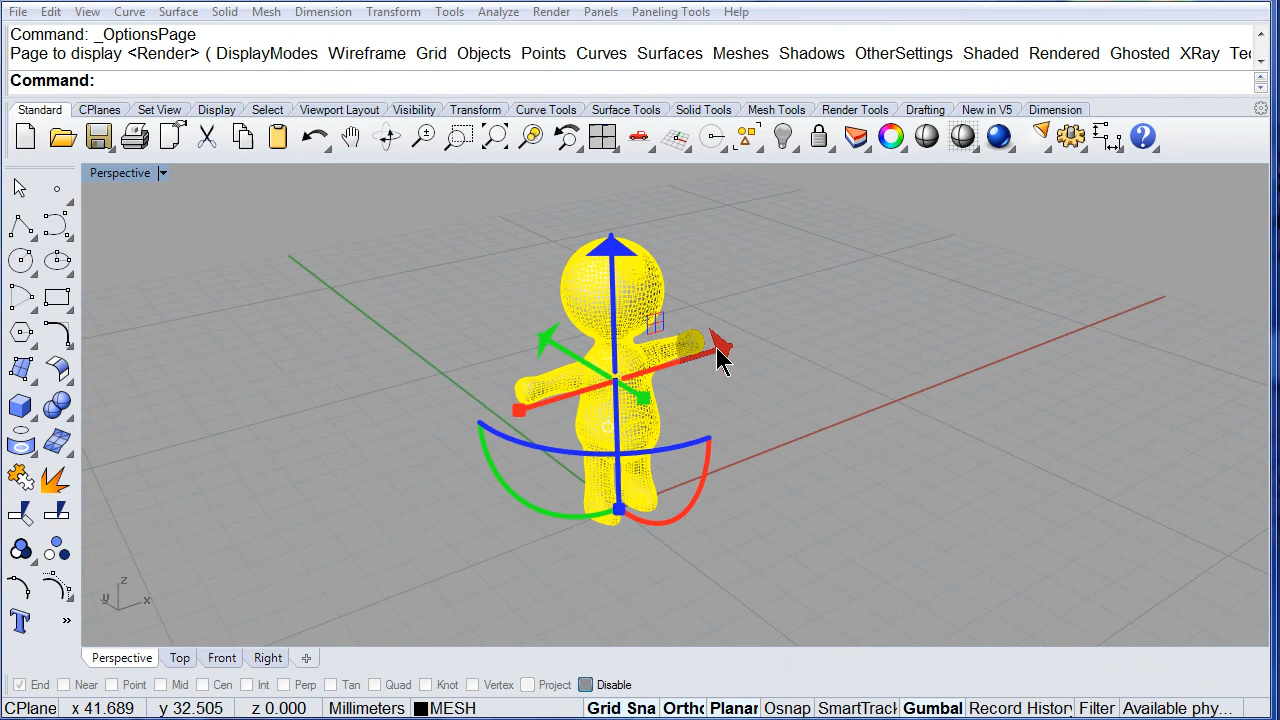 File Edit View Curve Surface Solid Mesh Dimension Transform Tools Analyze Render Panels Paneling Tools Help
Command: _OptionsPage
Page to display <Render> ( DisplayModes Wireframe Grid Objects Points Curves Surfaces Meshes Shadows OtherSettings Shaded Rendered Ghosted XRay Tec
Command:
Standard CPlanes Set View Display Select Viewport Layout Visibility Transform Curve Tools Surface Tools Solid Tools Mesh Tools Render Tools Drafting New in V5 Dimension
Perspective
z
y x
Perspective Top Front Right
End Near Point Mid Cen Int Perp Tan Quad Knot Vertex Project Disable
CPlane x 41.689 y 32.505 z 0.000 Millimeters MESH Grid Sna Ortho Planar Osnap SmartTrack Gumbal Record History Filter Available phy...